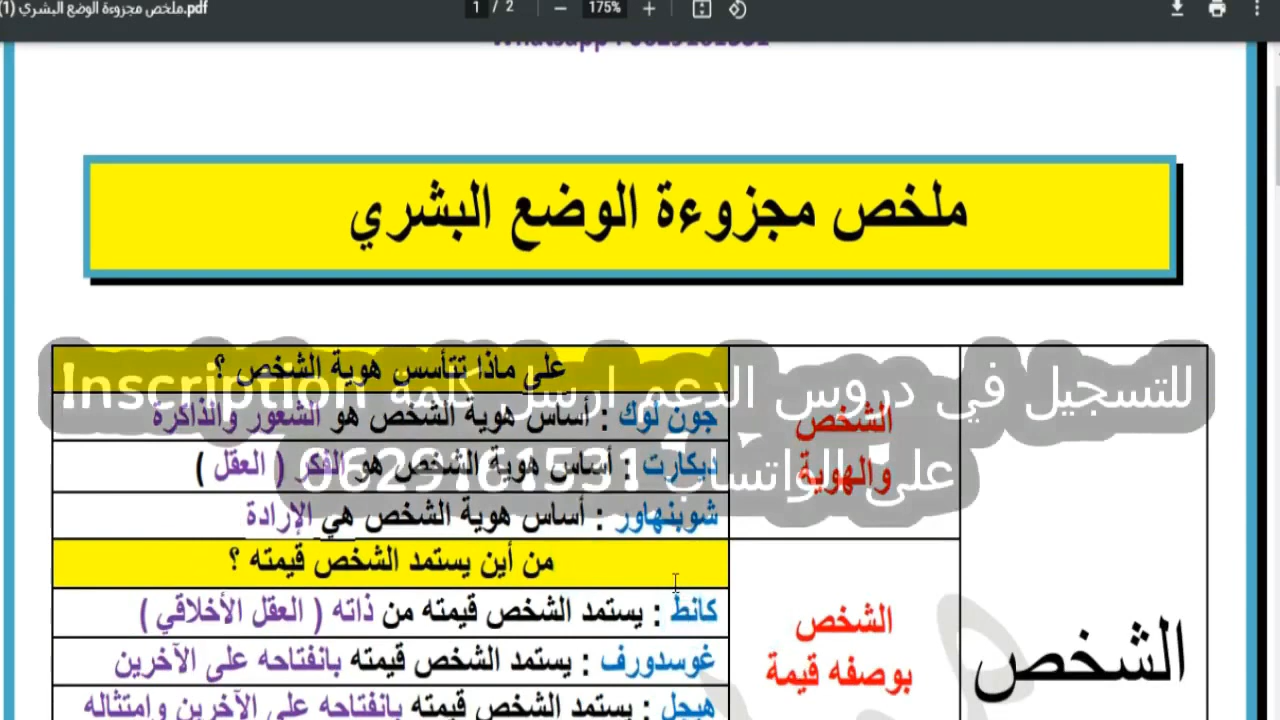 ملخص مجزوءة الوضع البشري (1).pdf
1 / 2
175%
Whatsapp : 0629161531
ملخص مجزوءة الوضع البشري
للتسجيل في دروس الدعم ارسل كلمة Inscription
على الواتساب 0629161531
الشخص
الشخص
والهوية
على ماذا تتأسس هوية الشخص ؟
جون لوك : أساس هوية الشخص هو الشعور والذاكرة
ديكارت : أساس هوية الشخص هو الفكر ( العقل )
شوبنهاور : أساس هوية الشخص هي الإرادة
الشخص
بوصفه قيمة
من أين يستمد الشخص قيمته ؟
كانط : يستمد الشخص قيمته من ذاته ( العقل الأخلاقي )
غوسدورف : يستمد الشخص قيمته بانفتاحه على الآخرين
هيجل : يستمد الشخص قيمته بانفتاحه على الآخرين وامتثاله